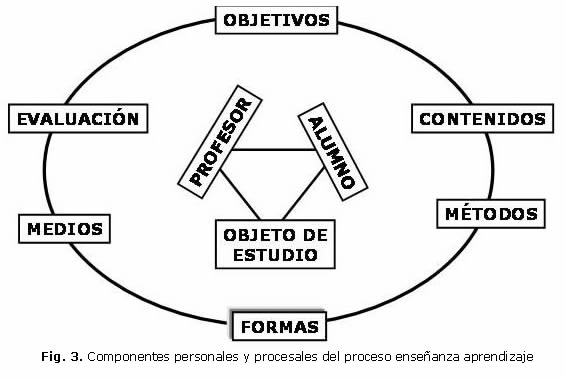 OBJETIVOS
EVALUACIÓN
PROFESOR
ALUMNO
CONTENIDOS
MEDIOS
OBJETO DE
ESTUDIO
MÉTODOS
FORMAS
Fig. 3. Componentes personales y procesales del proceso enseñanza aprendizaje